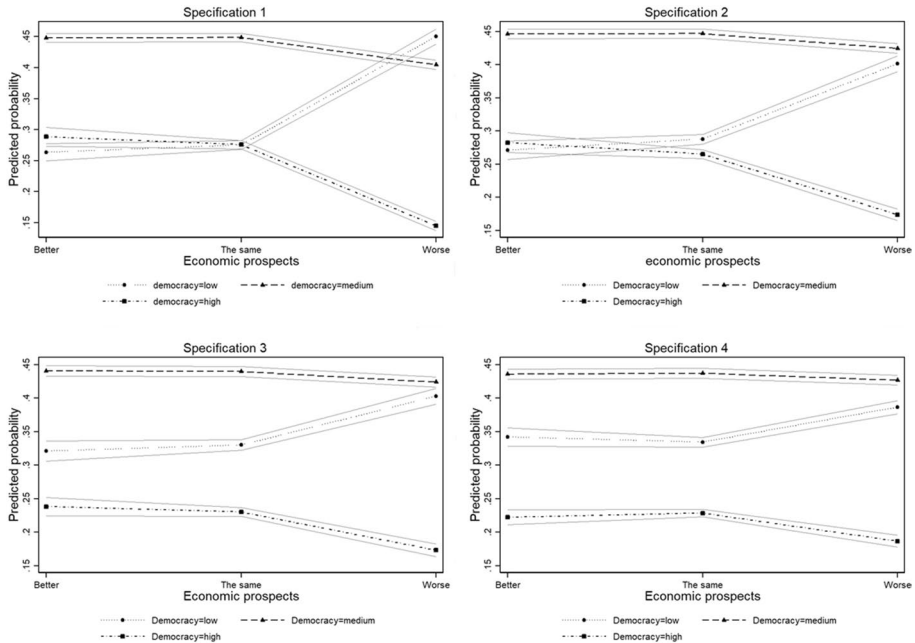 Specification 1
Predicted probability
.45
.4
.35
.3
.25
.2
.15
Better The same Worse
Economic prospects
democracy=low democracy=medium
democracy=high
Specification 2
Predicted probability
.45
.4
.35
.3
.25
.2
.15
Better The same Worse
economic prospects
Democracy=low Democracy=medium
Democracy=high
Specification 3
Predicted probability
.45
.4
.35
.3
.25
.2
.15
Better The same Worse
Economic prospects
Democracy=low Democracy=medium
Democracy=high
Specification 4
Predicted probability
.45
.4
.35
.3
.25
.2
.15
Better The same Worse
Economic prospects
Democracy=low Democracy=medium
Democracy=high